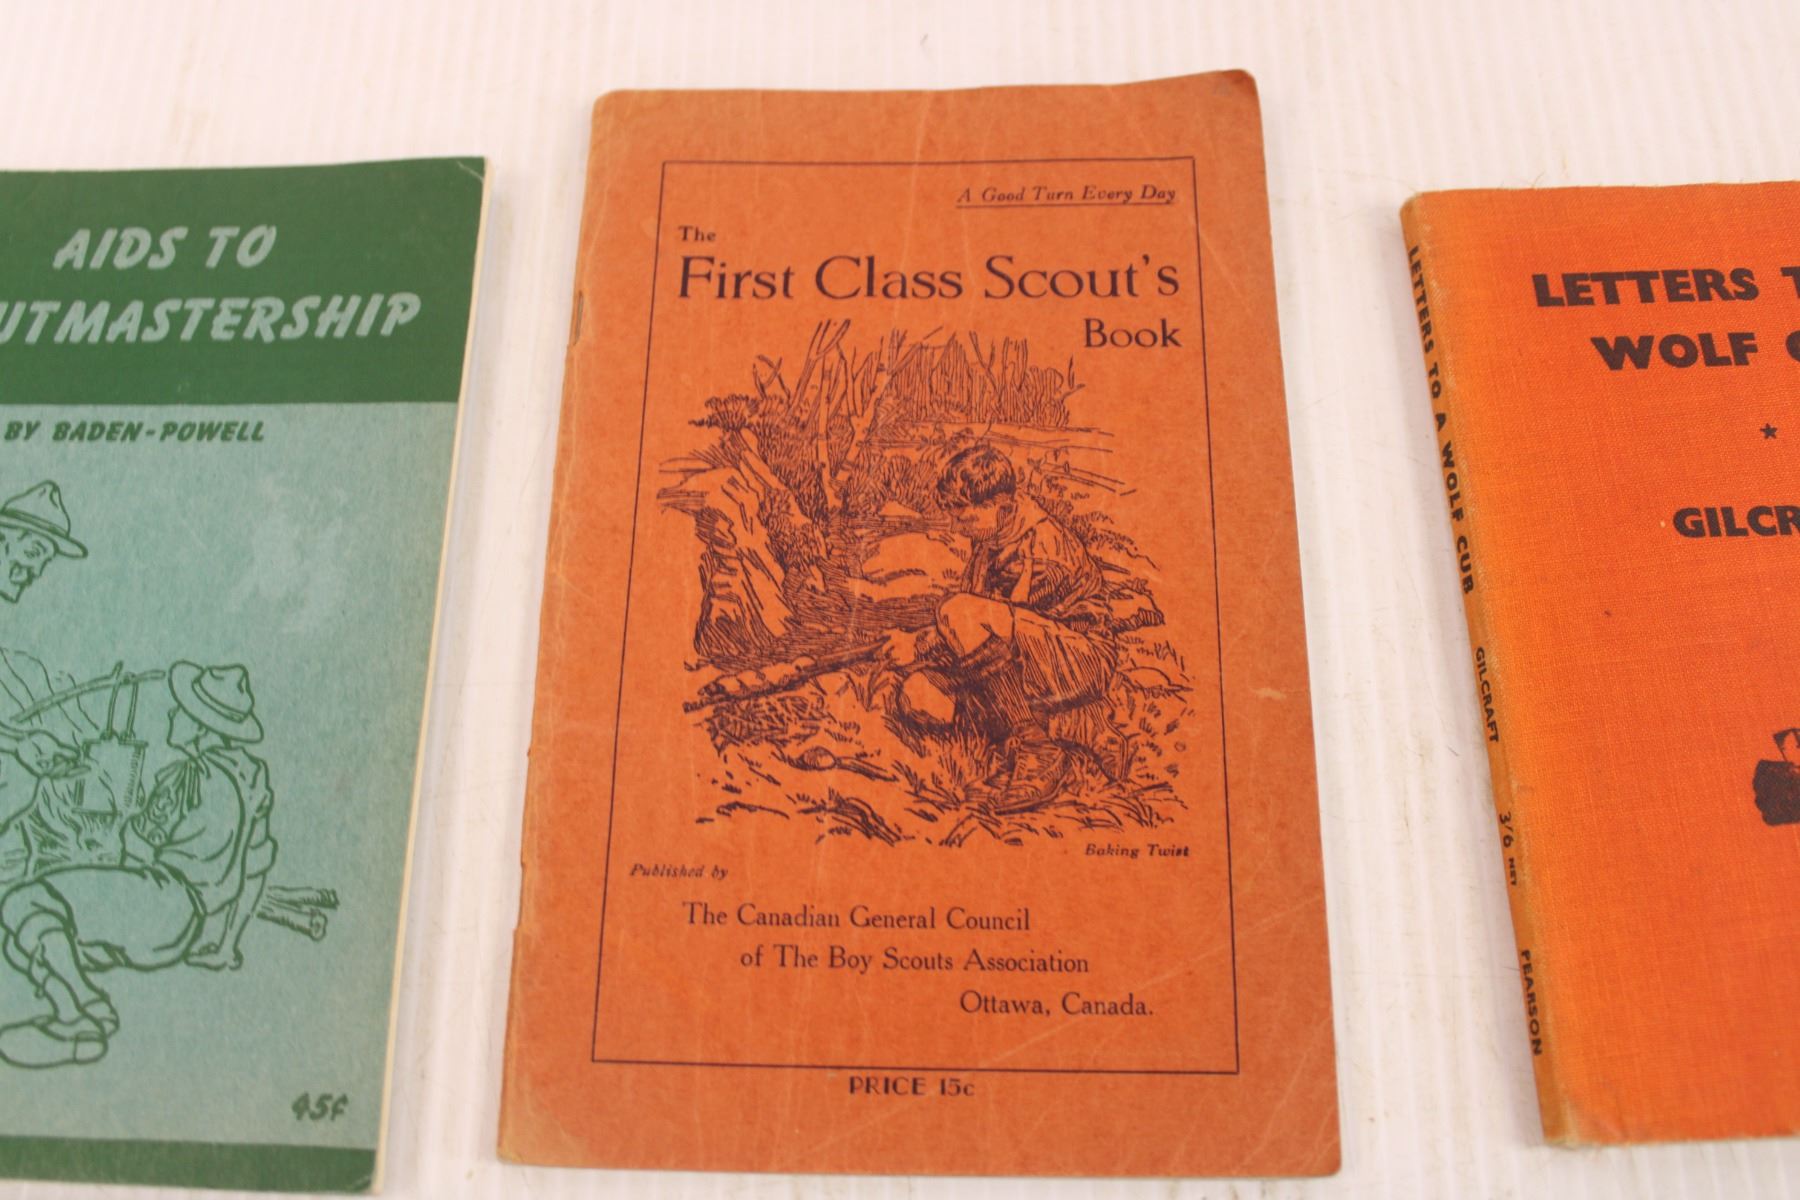 AIDS TO
UTMASTERSHIP
BY BADEN-POWELL
45¢
A Good Turn Every Day
The
First Class Scout's
Book
Baking Twist
Published by
The Canadian General Council
of The Boy Scouts Association
Ottawa, Canada.
PRICE 15c
LETTERS TO A WOLF CUB GILCRAFT 3/6 NET PEARSON
LETTERS T
WOLF C
★
GILCR